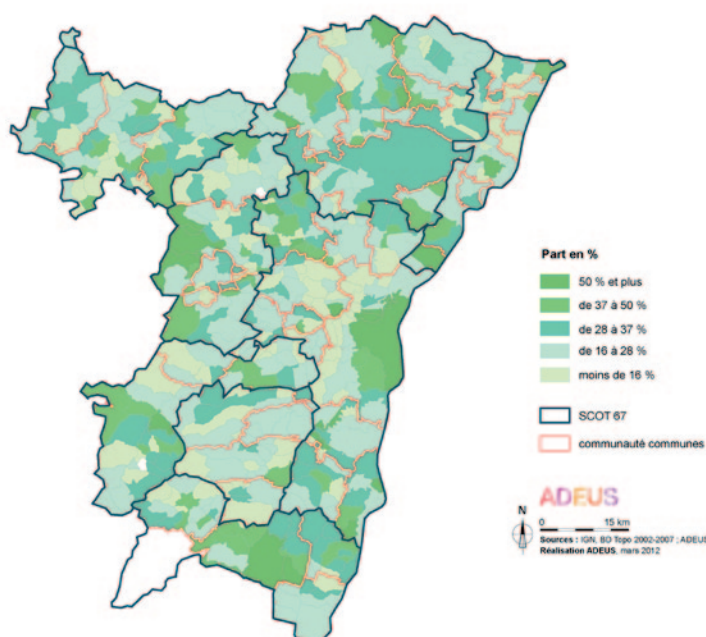 Part en %
50 % et plus
de 37 à 50 %
de 28 à 37 %
de 16 à 28 %
moins de 16 %
SCOT 67
communauté communes
ADEUS
N
0 15 km
Sources : IGN, BD Topo 2002-2007 ; ADEUS
Réalisation ADEUS, mars 2012